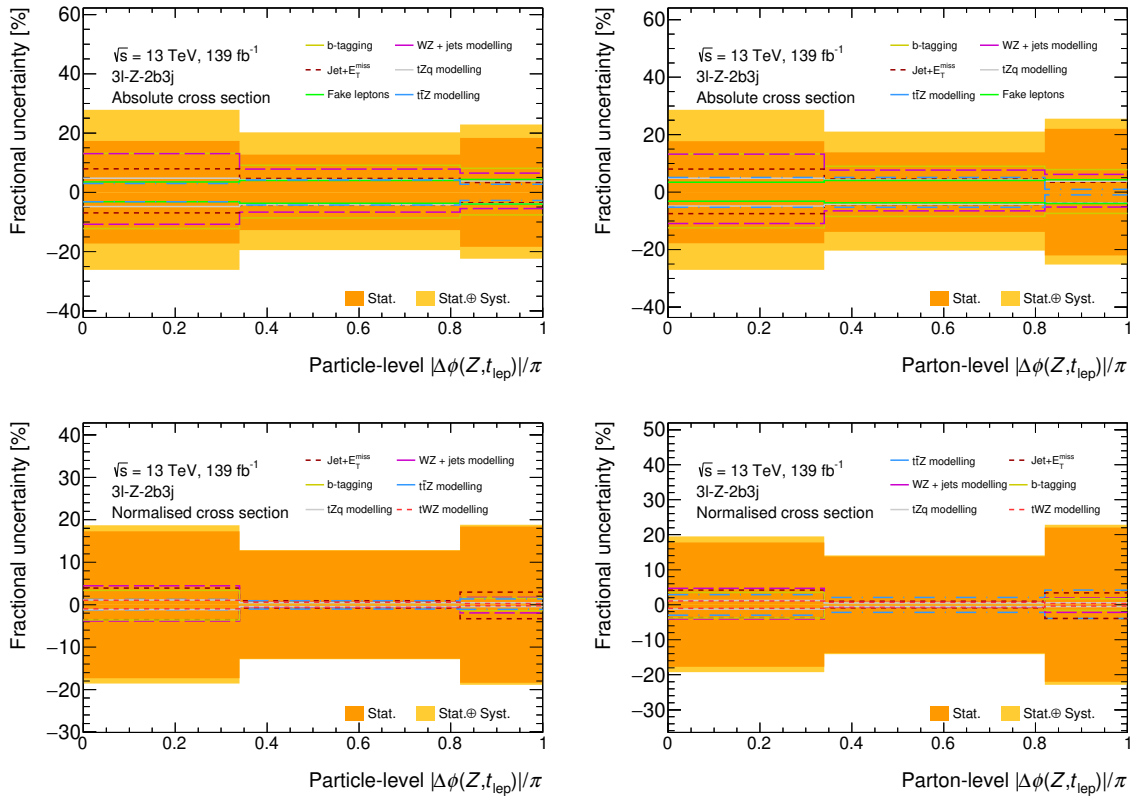 Fractional uncertainty [%]
60
40
20
0
−20
−40
√s = 13 TeV, 139 fb⁻¹
3l-Z-2b3j
Absolute cross section
b-tagging
WZ + jets modelling
Jet+E_T^miss
tZq modelling
Fake leptons
tt̄Z modelling
Stat.
Stat.⊕ Syst.
0 0.2 0.4 0.6 0.8 1
Particle-level |Δϕ(Z,t_lep)|/π
Fractional uncertainty [%]
60
40
20
0
−20
−40
√s = 13 TeV, 139 fb⁻¹
3l-Z-2b3j
Absolute cross section
b-tagging
WZ + jets modelling
Jet+E_T^miss
tZq modelling
tt̄Z modelling
Fake leptons
Stat.
Stat.⊕ Syst.
0 0.2 0.4 0.6 0.8 1
Parton-level |Δϕ(Z,t_lep)|/π
Fractional uncertainty [%]
40
30
20
10
0
−10
−20
−30
√s = 13 TeV, 139 fb⁻¹
3l-Z-2b3j
Normalised cross section
Jet+E_T^miss
WZ + jets modelling
b-tagging
tt̄Z modelling
tZq modelling
tWZ modelling
Stat.
Stat.⊕ Syst.
0 0.2 0.4 0.6 0.8 1
Particle-level |Δϕ(Z,t_lep)|/π
Fractional uncertainty [%]
50
40
30
20
10
0
−10
−20
−30
√s = 13 TeV, 139 fb⁻¹
3l-Z-2b3j
Normalised cross section
tt̄Z modelling
Jet+E_T^miss
WZ + jets modelling
b-tagging
tZq modelling
tWZ modelling
Stat.
Stat.⊕ Syst.
0 0.2 0.4 0.6 0.8 1
Parton-level |Δϕ(Z,t_lep)|/π